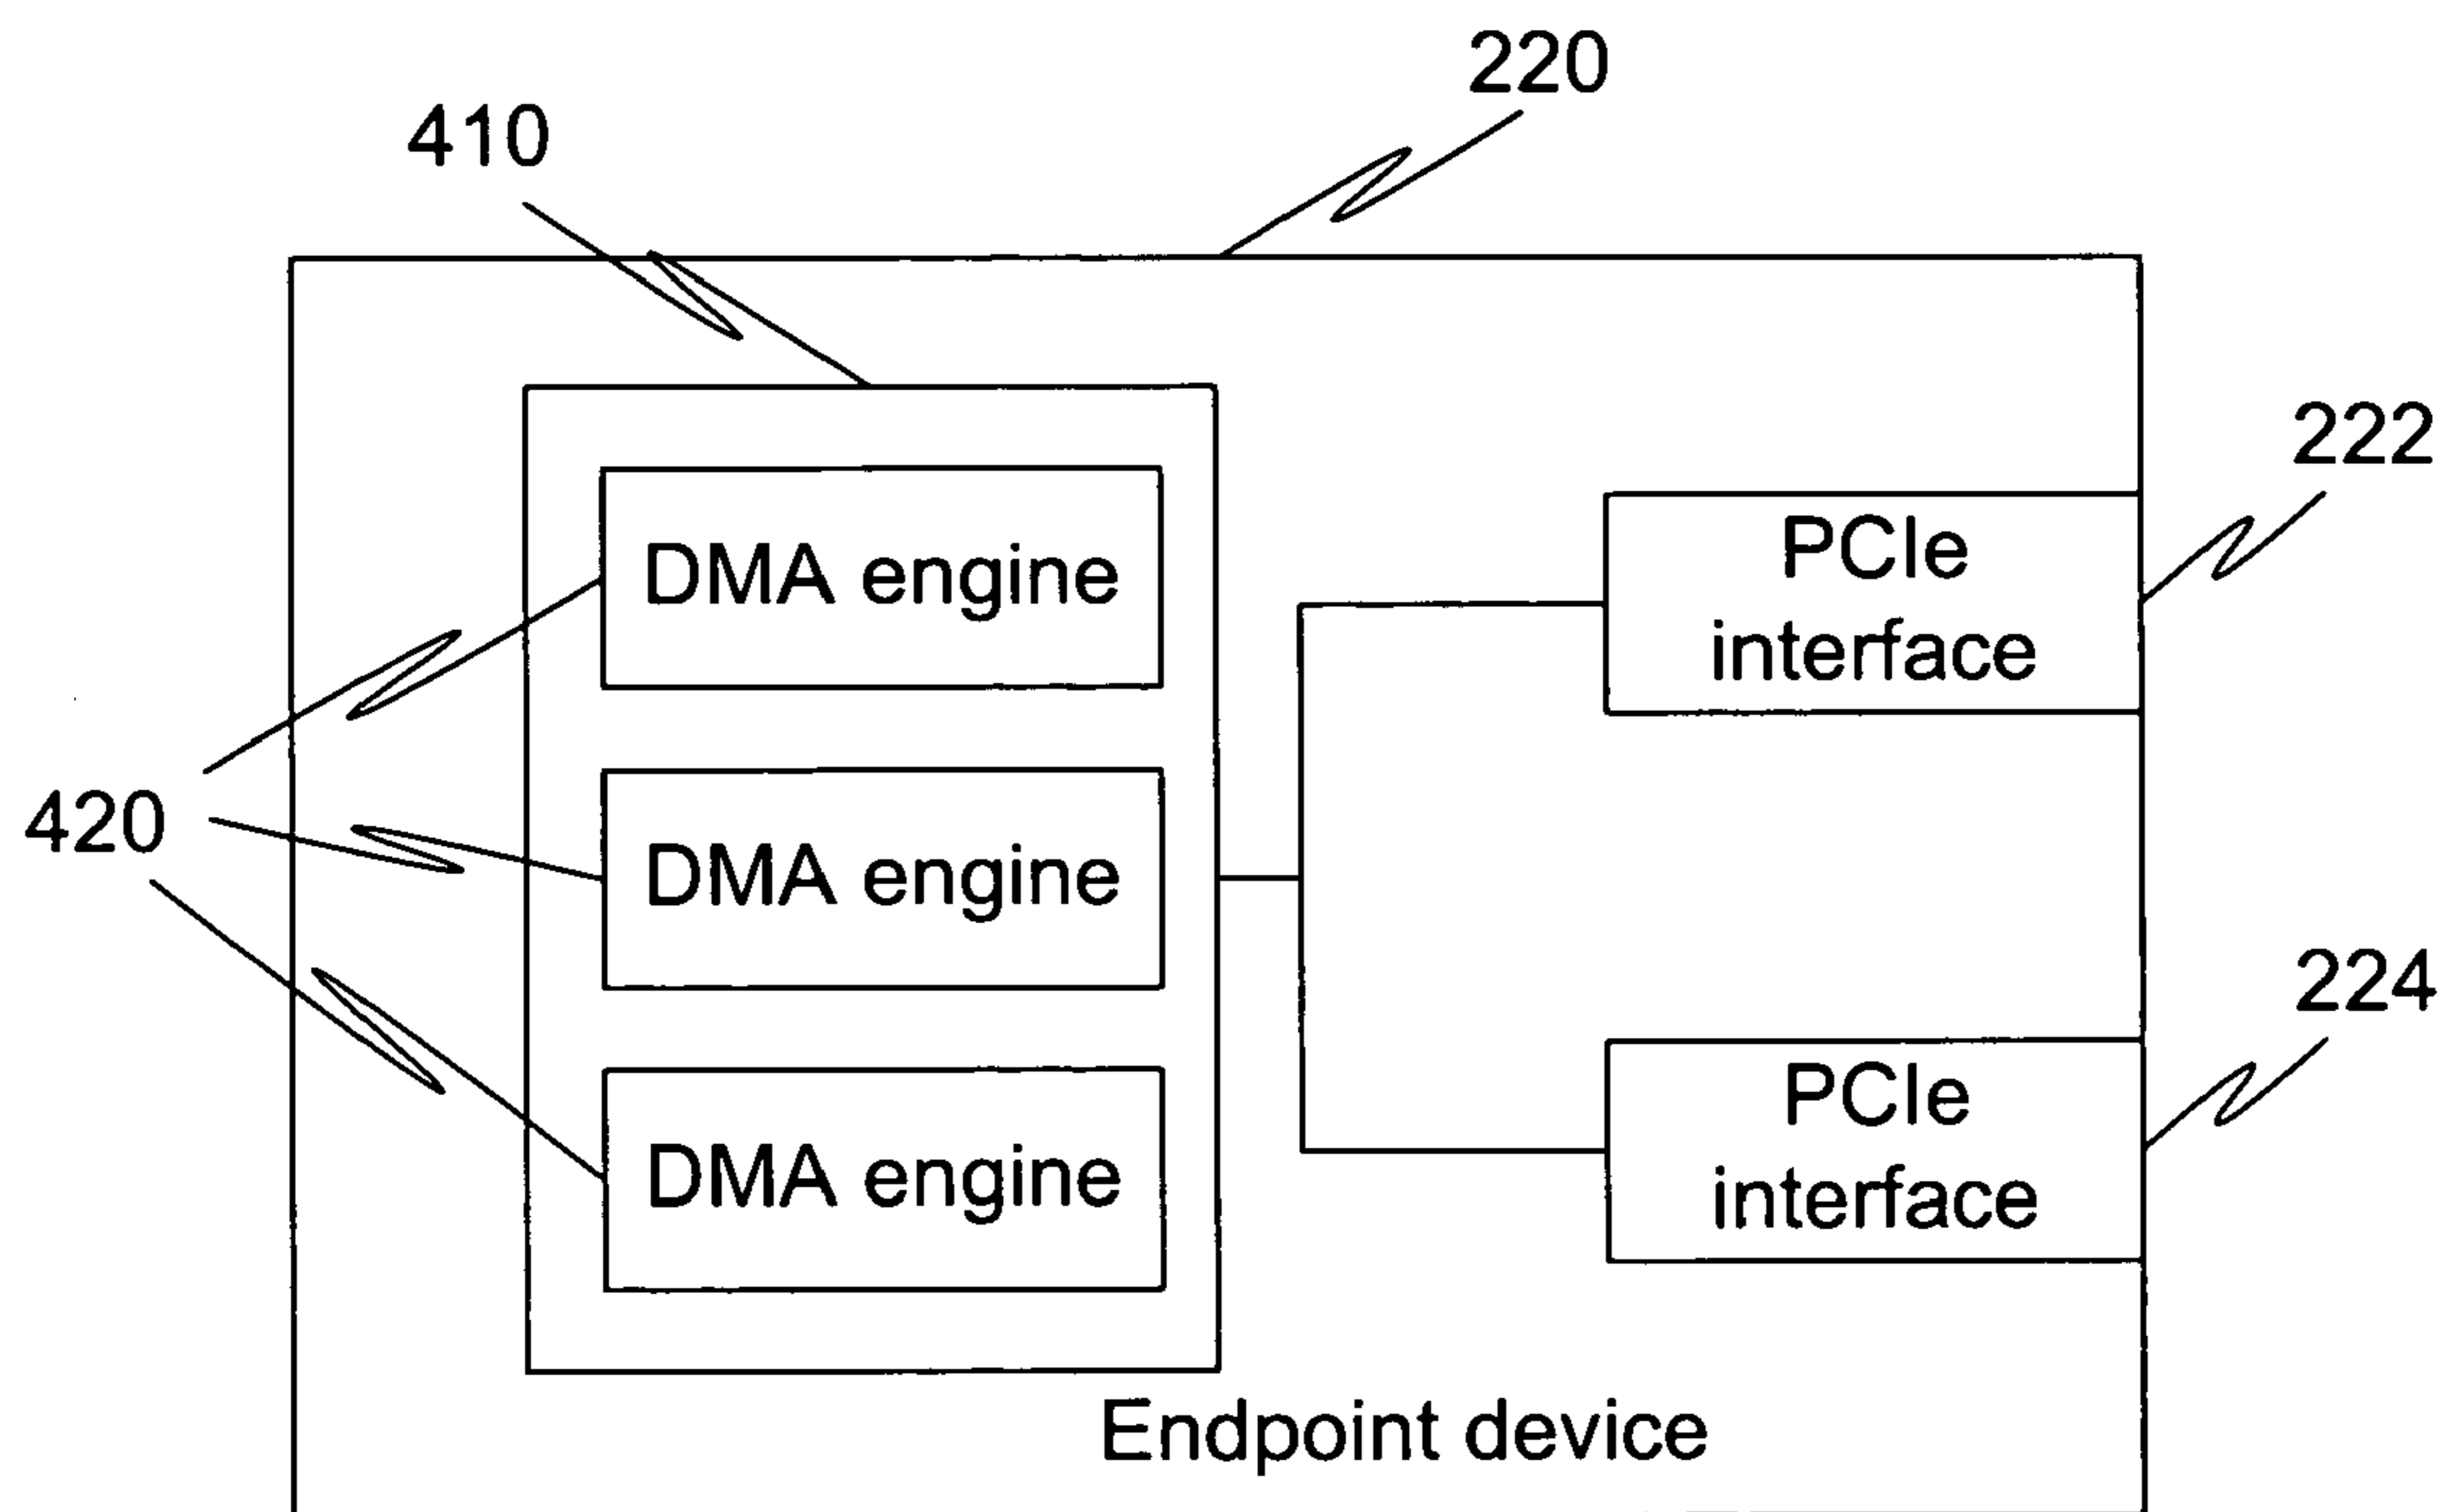 220
410
222
DMA engine
PCIe
interface
420
DMA engine
224
DMA engine
PCIe
interface
Endpoint device